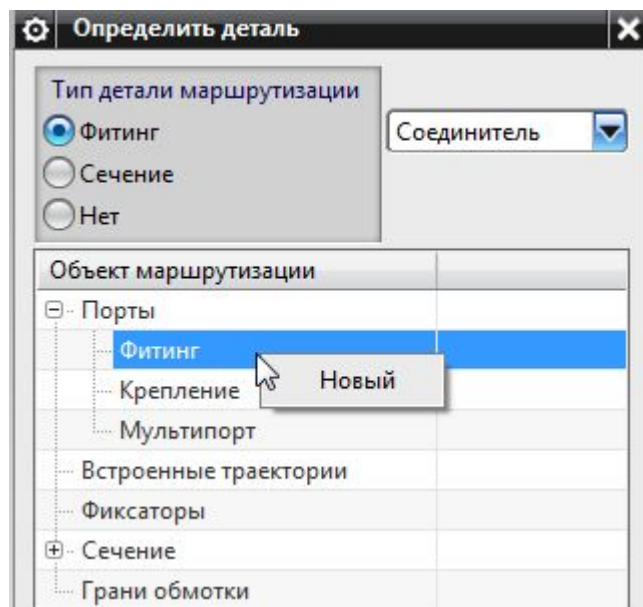 Определить деталь
Тип детали маршрутизации
Фитинг
Соединитель
Сечение
Нет
Объект маршрутизации
Порты
Фитинг
Новый
Крепление
Мультипорт
Встроенные траектории
Фиксаторы
Сечение
Грани обмотки